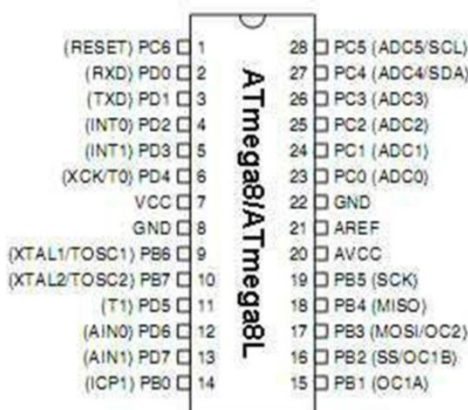 (RESET) PC6 1 28 PC5 (ADC5/SCL)
(RXD) PD0 2 27 PC4 (ADC4/SDA)
(TXD) PD1 3 26 PC3 (ADC3)
(INT0) PD2 4 25 PC2 (ADC2)
(INT1) PD3 5 24 PC1 (ADC1)
(XCK/T0) PD4 6 23 PC0 (ADC0)
VCC 7 22 GND
GND 8 21 AREF
(XTAL1/TOSC1) PB6 9 20 AVCC
(XTAL2/TOSC2) PB7 10 19 PB5 (SCK)
(T1) PD5 11 18 PB4 (MISO)
(AIN0) PD6 12 17 PB3 (MOSI/OC2)
(AIN1) PD7 13 16 PB2 (SS/OC1B)
(ICP1) PB0 14 15 PB1 (OC1A)
ATmega8/ATmega8L